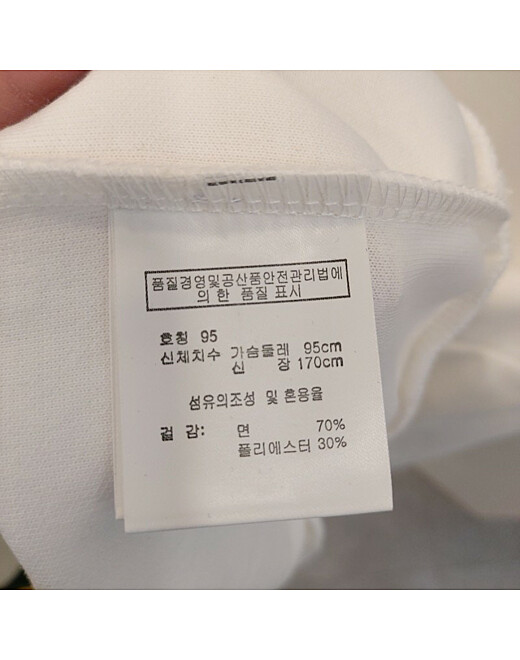 품질경영및공산품안전관리법에
의 한 품질 표시
호칭 95
신체치수 가슴둘레 95cm
신 장 170cm
섬유의조성 및 혼용율
겉 감: 면 70%
폴리에스터 30%